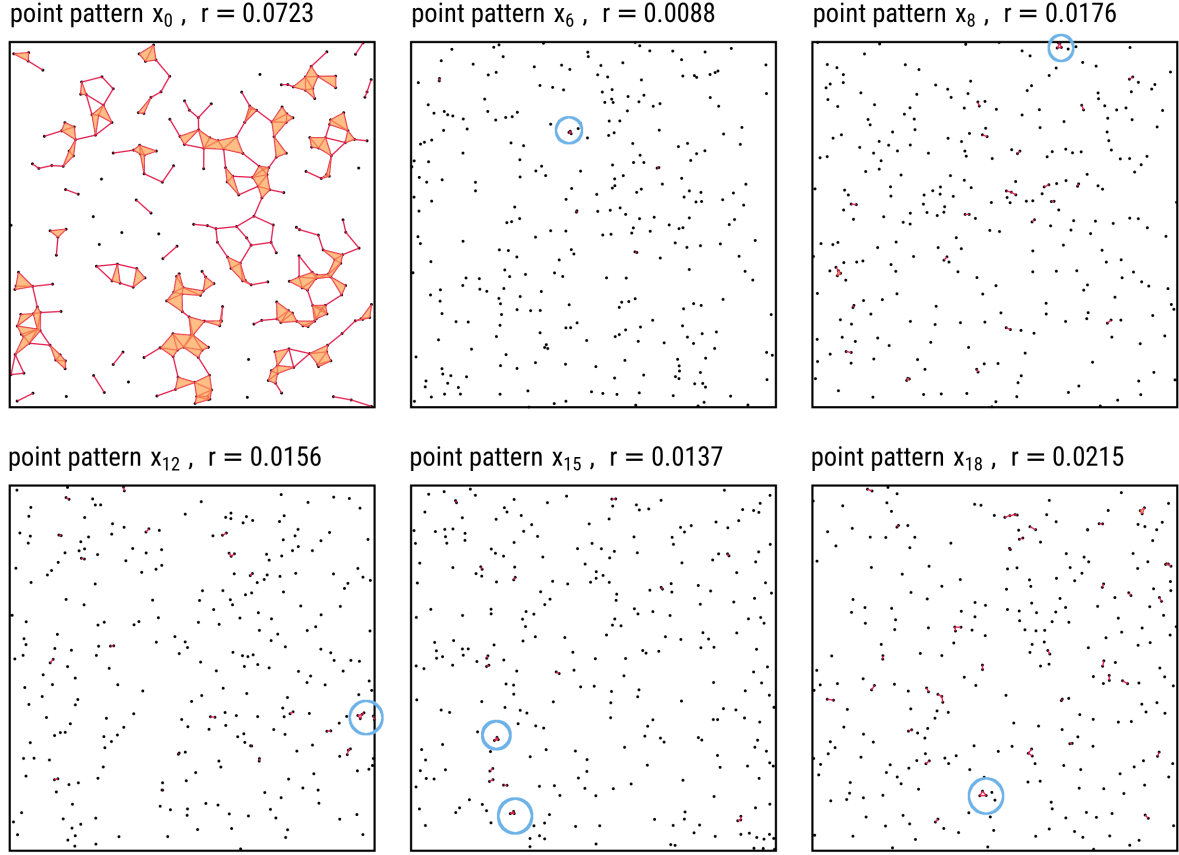 point pattern x₀ , r = 0.0723
point pattern x₆ , r = 0.0088
point pattern x₈ , r = 0.0176
point pattern x₁₂ , r = 0.0156
point pattern x₁₅ , r = 0.0137
point pattern x₁₈ , r = 0.0215